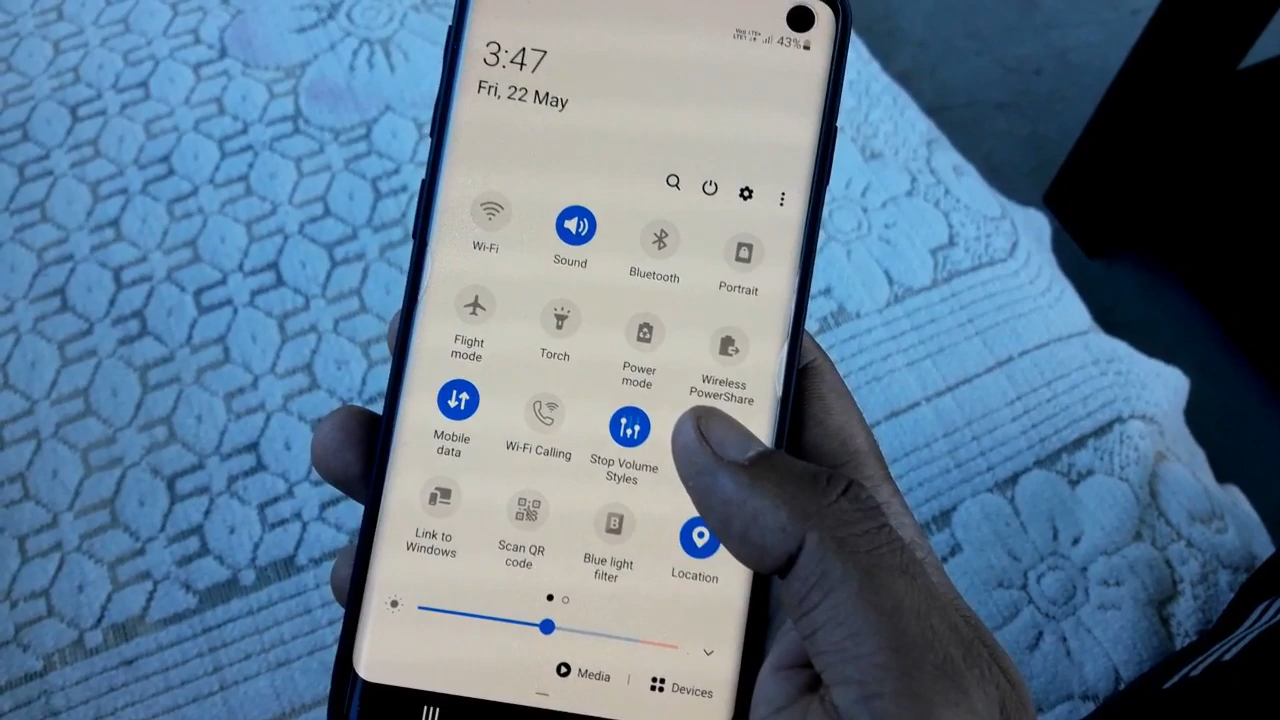 43%
3:47
Fri, 22 May
Wi-Fi
Sound
Bluetooth
Portrait
Flight
mode
Torch
Power
mode
Wireless
PowerShare
Mobile
data
Wi-Fi Calling
Stop Volume
Styles
Link to
Windows
Scan QR
code
Blue light
filter
Location
Media
Devices